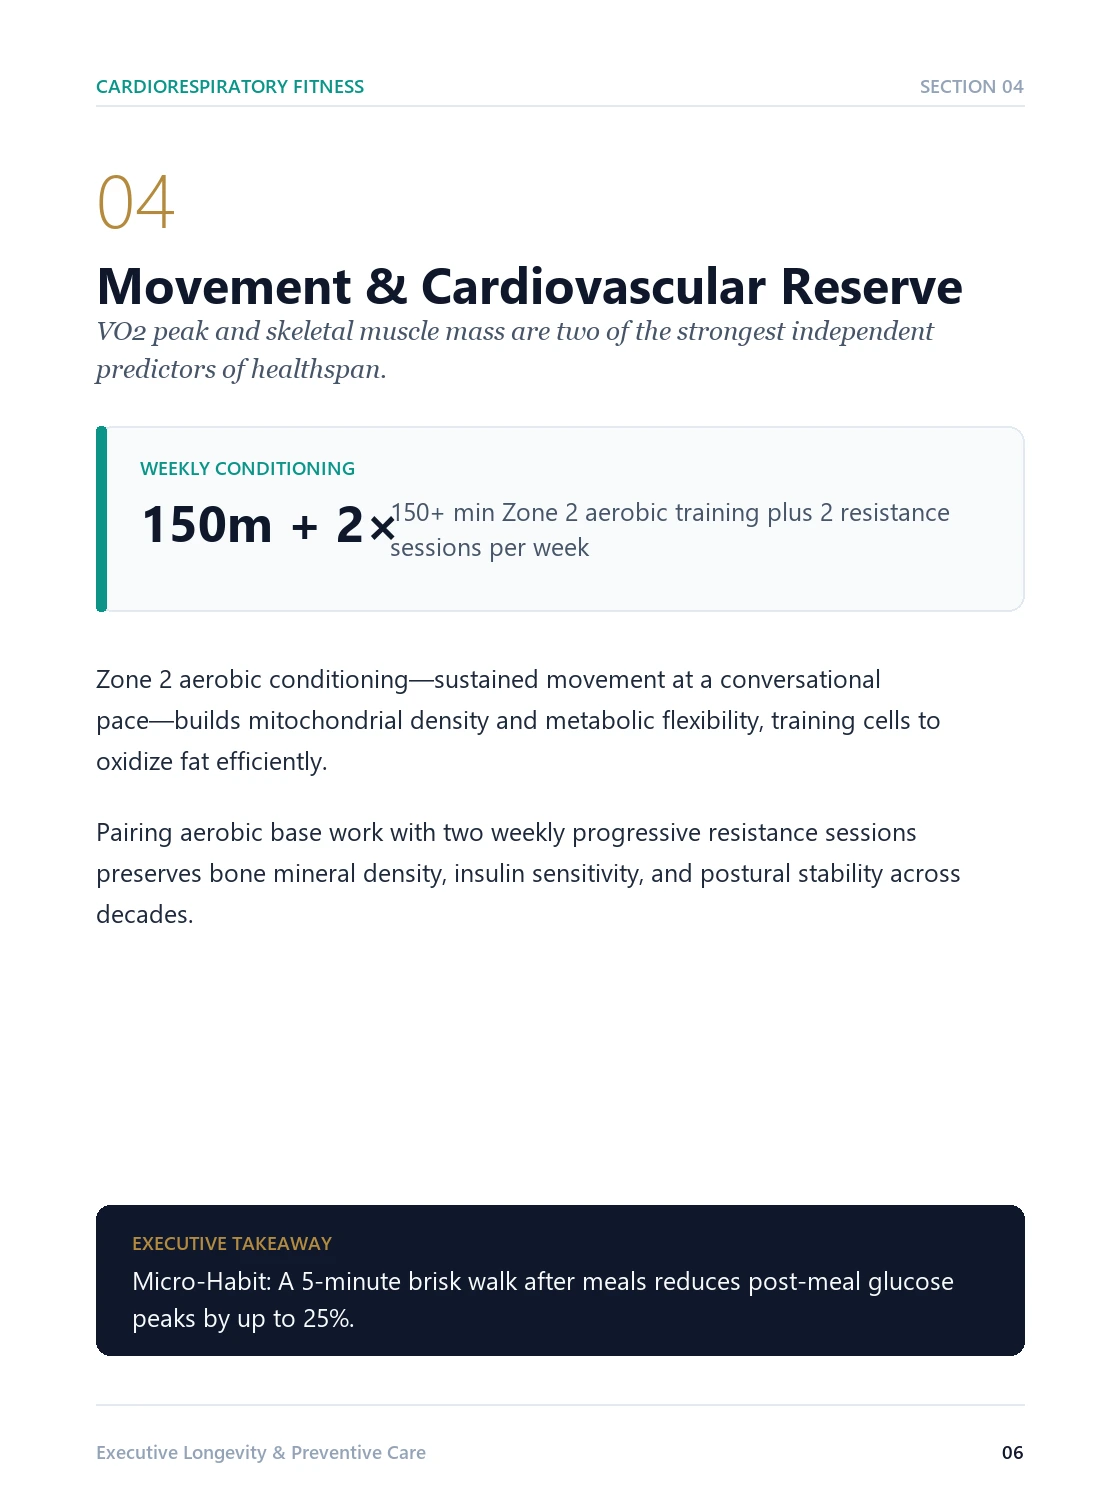 CARDIORESPIRATORY FITNESS
SECTION 04
04
Movement & Cardiovascular Reserve
VO2 peak and skeletal muscle mass are two of the strongest independent
predictors of healthspan.
WEEKLY CONDITIONING
150m + 2×
150+ min Zone 2 aerobic training plus 2 resistance
sessions per week
Zone 2 aerobic conditioning—sustained movement at a conversational
pace—builds mitochondrial density and metabolic flexibility, training cells to
oxidize fat efficiently.
Pairing aerobic base work with two weekly progressive resistance sessions
preserves bone mineral density, insulin sensitivity, and postural stability across
decades.
EXECUTIVE TAKEAWAY
Micro-Habit: A 5-minute brisk walk after meals reduces post-meal glucose
peaks by up to 25%.
Executive Longevity & Preventive Care
06